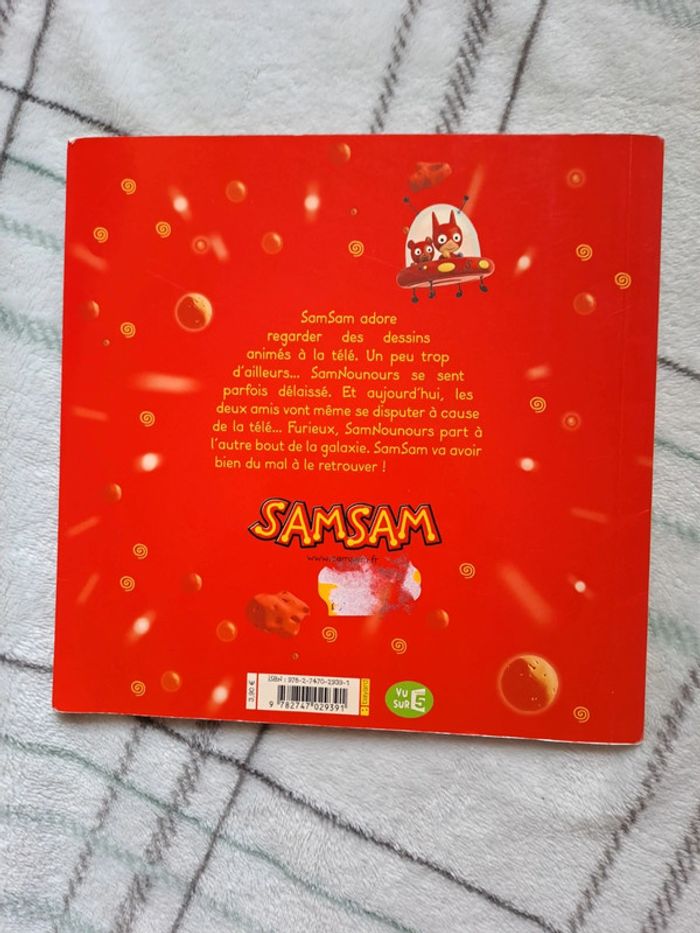 SamSam adore
regarder des dessins
animés à la télé. Un peu trop
d'ailleurs... SamNounours se sent
parfois délaissé. Et aujourd'hui, les
deux amis vont même se disputer à cause
de la télé... Furieux, SamNounours part à
l'autre bout de la galaxie. SamSam va avoir
bien du mal à le retrouver !
SAMSAM
ISBN : 978-2-7470-2939-1
3,90 €
9 782747 029391
VU
SUR 5